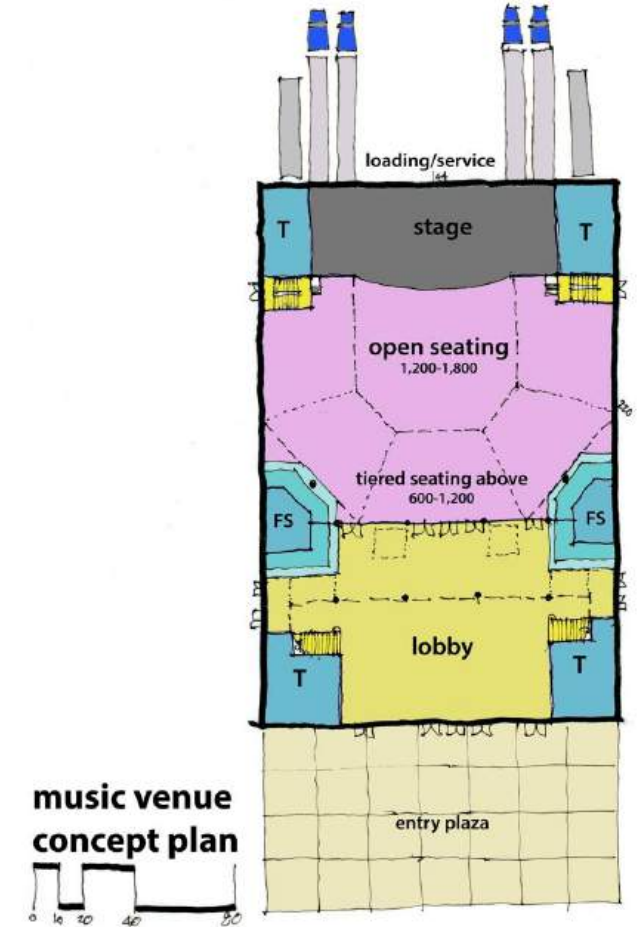 loading/service
T
stage
T
open seating
1,200-1,800
tiered seating above
600-1,200
FS
FS
lobby
T
T
entry plaza
music venue
concept plan
0 10 20 40 80